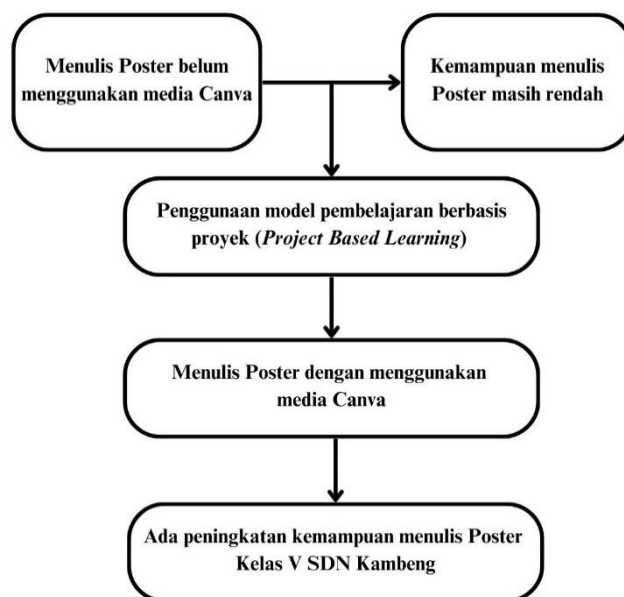 Menulis Poster belum
menggunakan media Canva
Kemampuan menulis
Poster masih rendah
Penggunaan model pembelajaran berbasis
proyek (Project Based Learning)
Menulis Poster dengan menggunakan
media Canva
Ada peningkatan kemampuan menulis Poster
Kelas V SDN Kambeng